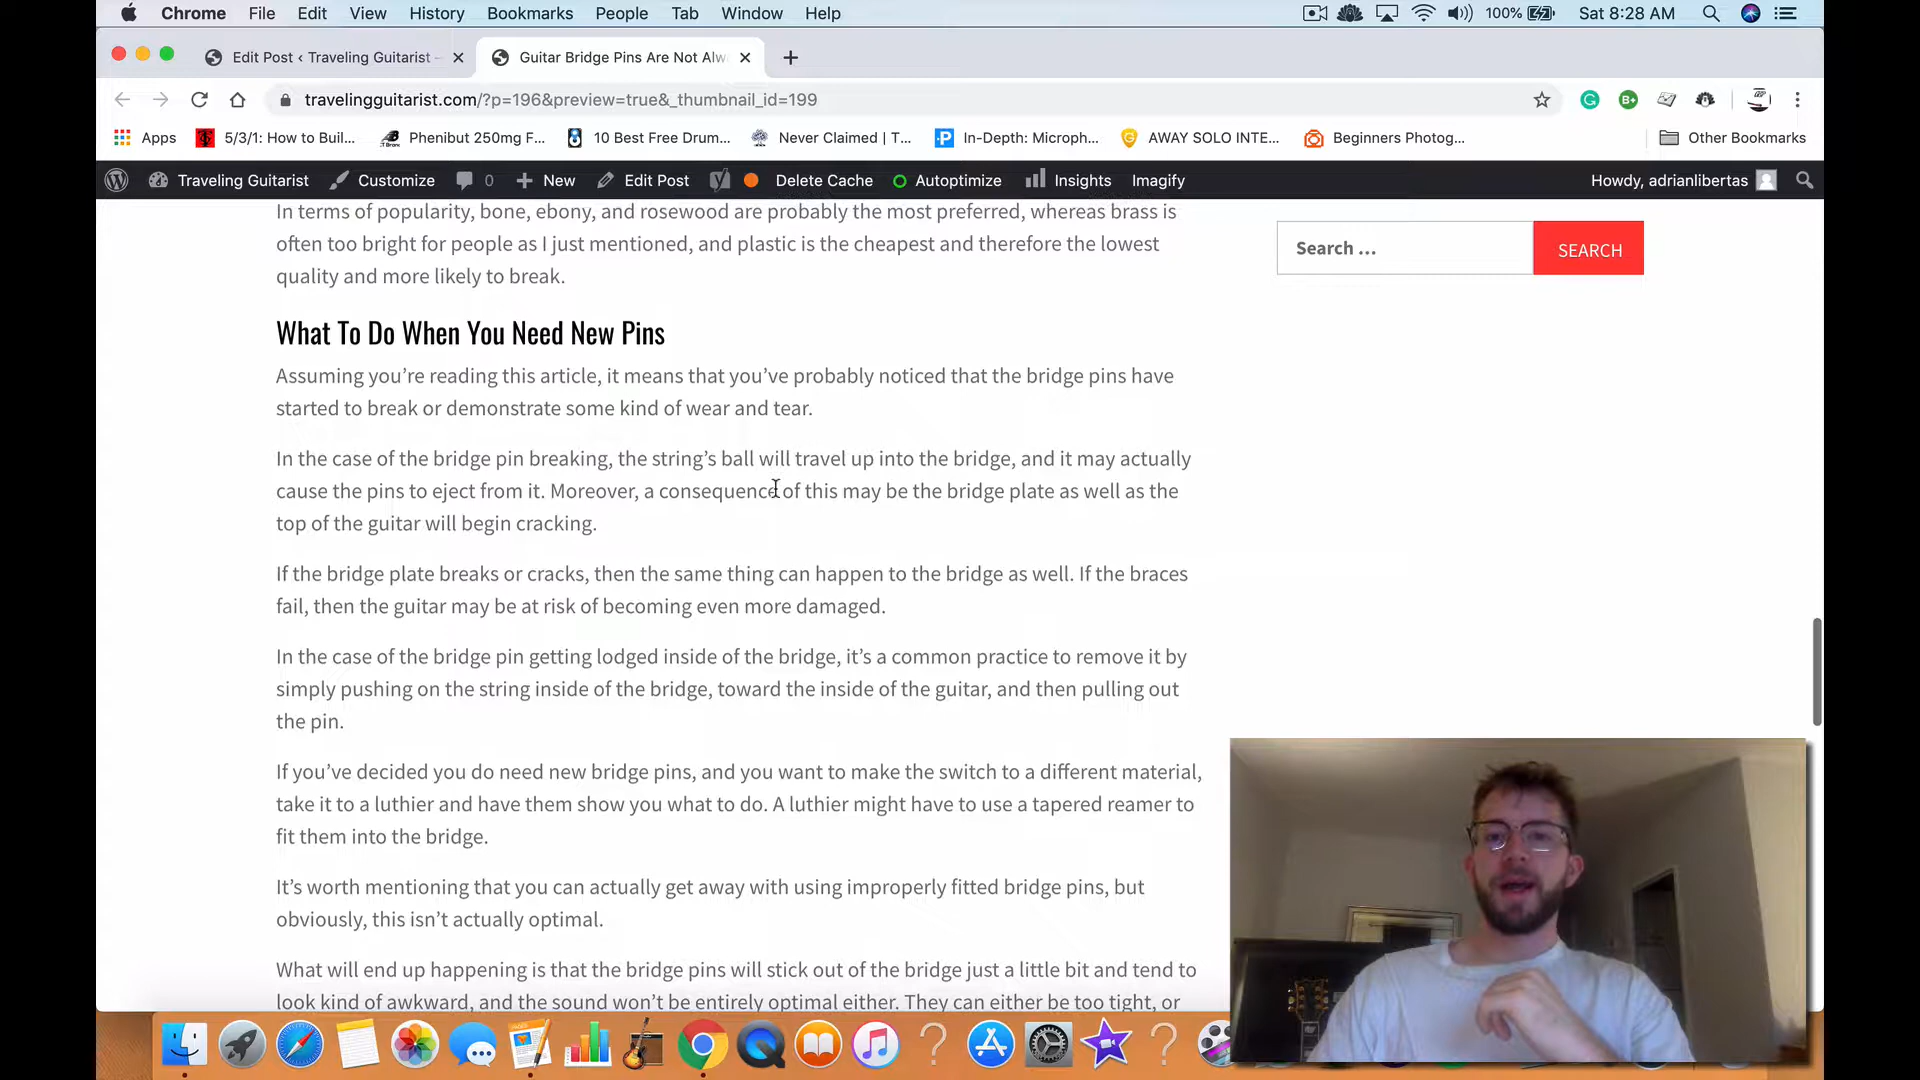 Chrome File Edit View History Bookmarks People Tab Window Help 100% Sat 8:28 AM
Edit Post ‹ Traveling Guitarist - Guitar Bridge Pins Are Not Alw
travelingguitarist.com/?p=196&preview=true&_thumbnail_id=199
Apps 5/3/1: How to Buil... Phenibut 250mg F... 10 Best Free Drum... Never Claimed | T... In-Depth: Microph... AWAY SOLO INTE... Beginners Photog... Other Bookmarks
Traveling Guitarist Customize 0 New Edit Post Delete Cache Autoptimize Insights Imagify Howdy, adrianlibertas
In terms of popularity, bone, ebony, and rosewood are probably the most preferred, whereas brass is
often too bright for people as I just mentioned, and plastic is the cheapest and therefore the lowest
quality and more likely to break.
Search ... SEARCH
What To Do When You Need New Pins
Assuming you're reading this article, it means that you've probably noticed that the bridge pins have
started to break or demonstrate some kind of wear and tear.
In the case of the bridge pin breaking, the string's ball will travel up into the bridge, and it may actually
cause the pins to eject from it. Moreover, a consequence of this may be the bridge plate as well as the
top of the guitar will begin cracking.
If the bridge plate breaks or cracks, then the same thing can happen to the bridge as well. If the braces
fail, then the guitar may be at risk of becoming even more damaged.
In the case of the bridge pin getting lodged inside of the bridge, it's a common practice to remove it by
simply pushing on the string inside of the bridge, toward the inside of the guitar, and then pulling out
the pin.
If you've decided you do need new bridge pins, and you want to make the switch to a different material,
take it to a luthier and have them show you what to do. A luthier might have to use a tapered reamer to
fit them into the bridge.
It's worth mentioning that you can actually get away with using improperly fitted bridge pins, but
obviously, this isn't actually optimal.
What will end up happening is that the bridge pins will stick out of the bridge just a little bit and tend to
look kind of awkward, and the sound won't be entirely optimal either. They can either be too tight, or